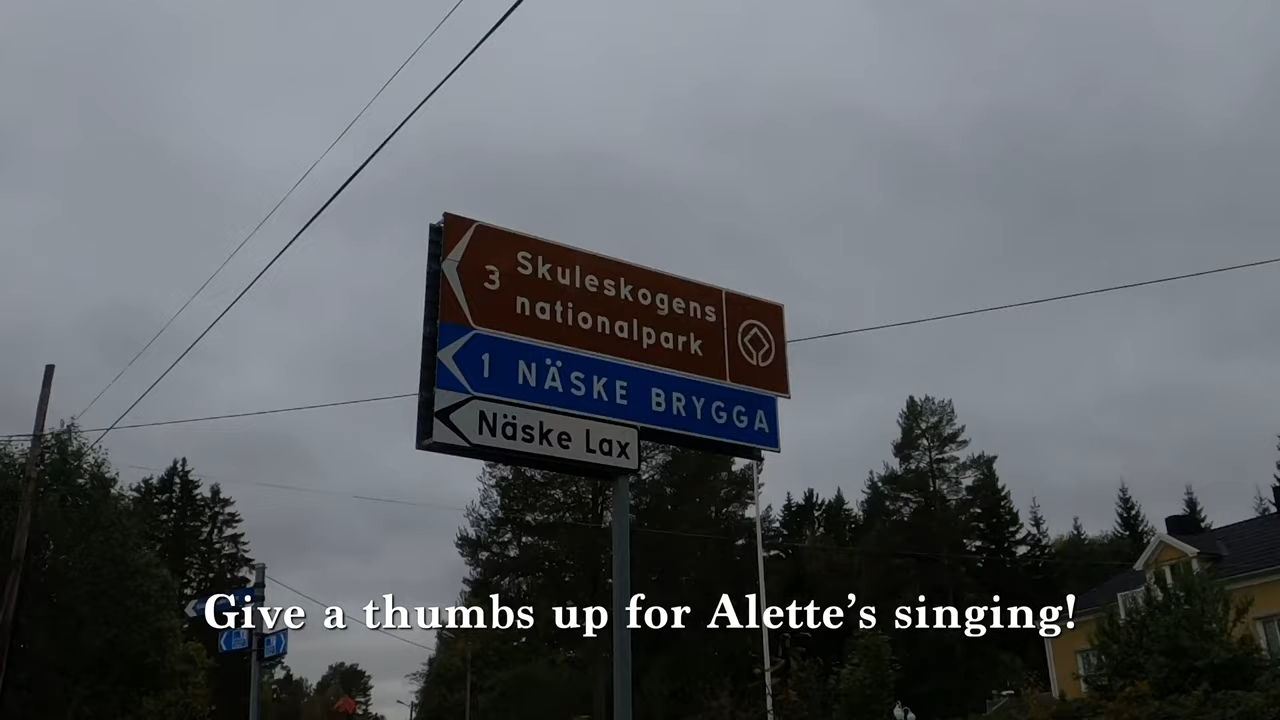 3 Skuleskogens
nationalpark
1 NÄSKE BRYGGA
Näske Lax
Give a thumbs up for Alette’s singing!